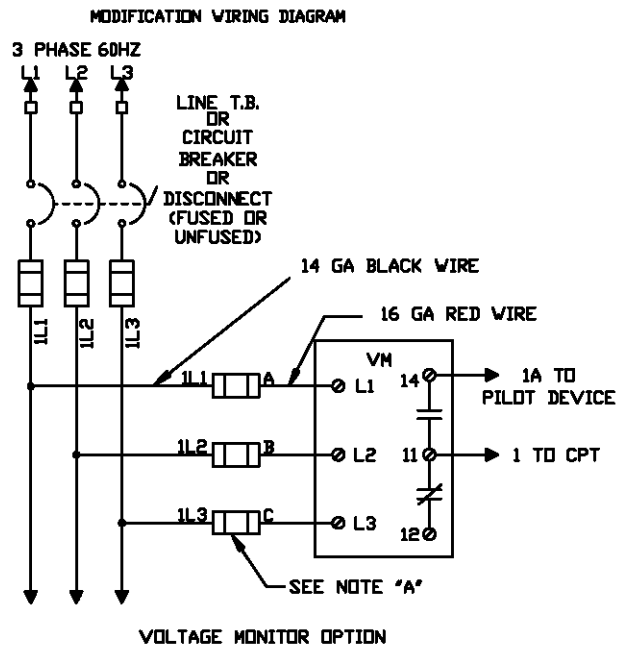 MODIFICATION WIRING DIAGRAM
3 PHASE 60HZ
L1 L2 L3
LINE T.B.
OR
CIRCUIT
BREAKER
OR
DISCONNECT
(FUSED OR
UNFUSED)
14 GA BLACK WIRE
16 GA RED WIRE
1L1
1L2
1L3
VM
1L1 A L1 14
1A TO
PILOT DEVICE
1L2 B L2 11 1 TO CPT
1L3 C L3
12
SEE NOTE "A"
VOLTAGE MONITOR OPTION